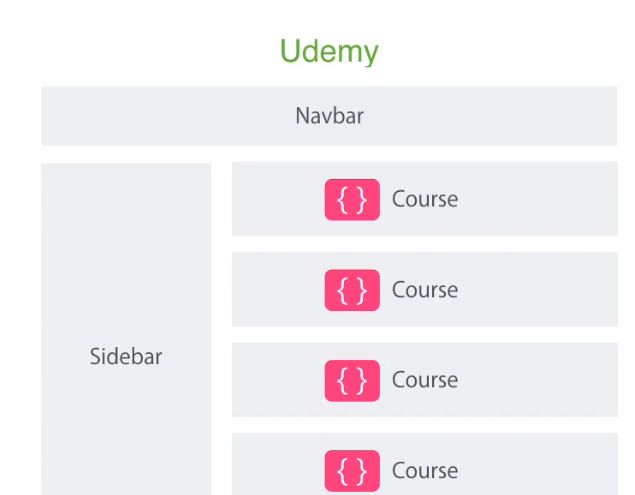 Udemy
Navbar
Sidebar
{ } Course
{ } Course
{ } Course
{ } Course